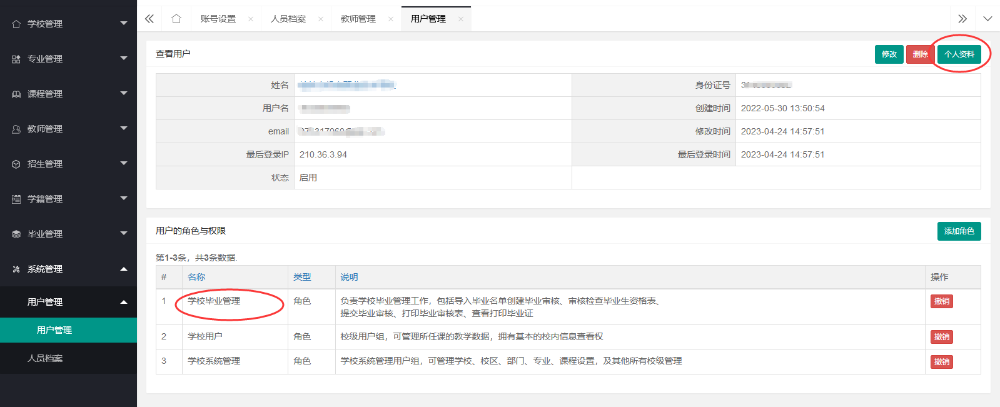 学校管理
专业管理
课程管理
教师管理
招生管理
学籍管理
毕业管理
系统管理
用户管理
用户管理
人员档案
账号设置
人员档案
教师管理
用户管理
查看用户
修改
删除
个人资料
姓名
身份证号
用户名
创建时间
2022-05-30 13:50:54
email
修改时间
2023-04-24 14:57:51
最后登录IP
210.36.3.94
最后登录时间
2023-04-24 14:57:51
状态
启用
用户的角色与权限
添加角色
第1-3条，共3条数据.
#
名称
类型
说明
操作
1
学校毕业管理
角色
负责学校毕业管理工作，包括导入毕业名单创建毕业审核、审核检查毕业生资格表、
提交毕业审核、打印毕业审核表、查看打印毕业证
撤销
2
学校用户
角色
校级用户组，可管理所任课的教学数据，拥有基本的校内信息查看权
撤销
3
学校系统管理
角色
学校系统管理用户组，可管理学校、校区、部门、专业、课程设置，及其他所有校级管理
撤销